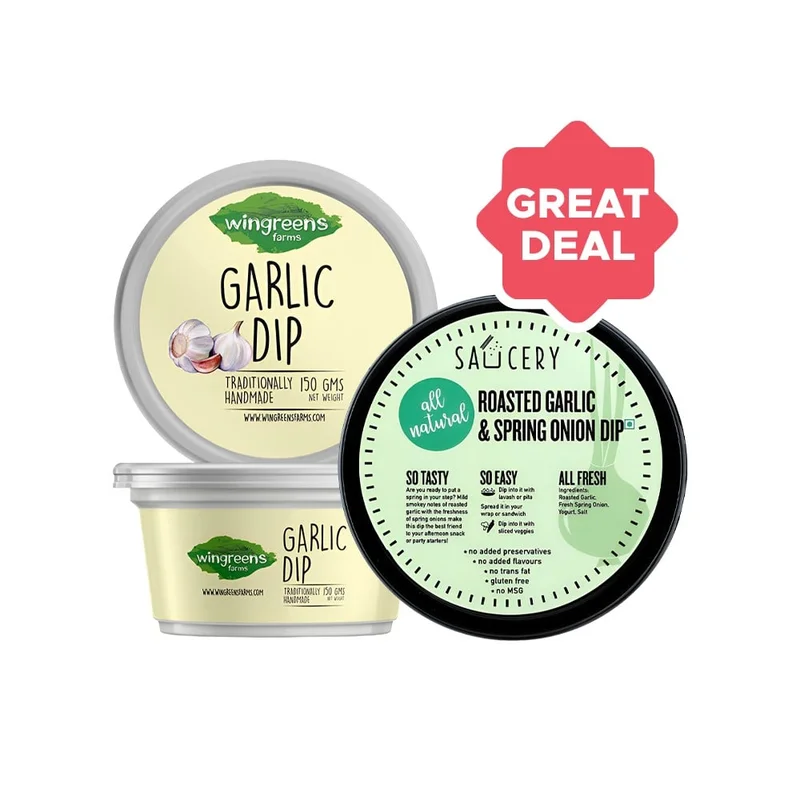 wingreens
farms
GARLIC
DIP
TRADITIONALLY
HANDMADE
150 GMS
NET WEIGHT
WWW.WINGREENSFARMS.COM
wingreens
farms
WWW.WINGREENSFARMS.COM
GARLIC
DIP
TRADITIONALLY
HANDMADE
150 GMS
NET WEIGHT
GREAT
DEAL
SAUCERY
all
natural
ROASTED GARLIC
& SPRING ONION DIP
SO TASTY
Are you ready to put a
spring in your step? Mild
smokey notes of roasted
garlic with the freshness
of spring onions make
this dip the best friend
to your afternoon snack
or party starters!
SO EASY
Dip into it with
lavash or pita
Spread it in your
wrap or sandwich
Dip into it with
sliced veggies
ALL FRESH
Ingredients:
Roasted Garlic,
Fresh Spring Onion,
Yogurt, Salt
• no added preservatives
• no added flavours
• no trans fat
• gluten free
• no MSG